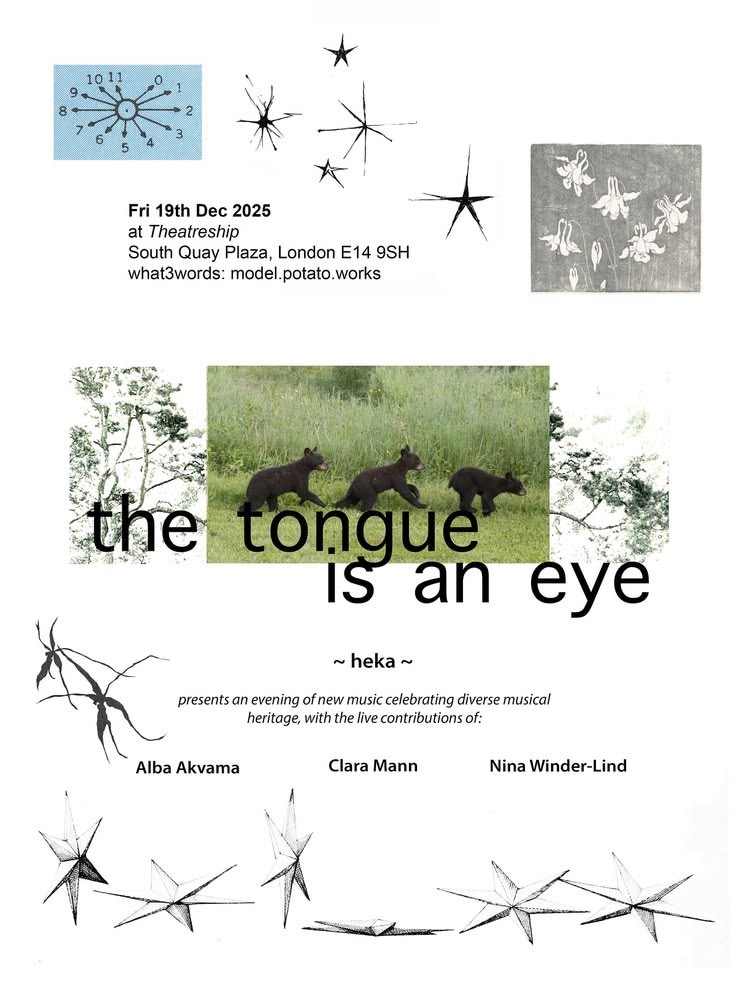 10 11 0
9 1
8 2
7 3
6 5 4
Fri 19th Dec 2025
at Theatreship
South Quay Plaza, London E14 9SH
what3words: model.potato.works
the tongue
is an eye
~ heka ~
presents an evening of new music celebrating diverse musical
heritage, with the live contributions of:
Alba Akvama Clara Mann Nina Winder-Lind